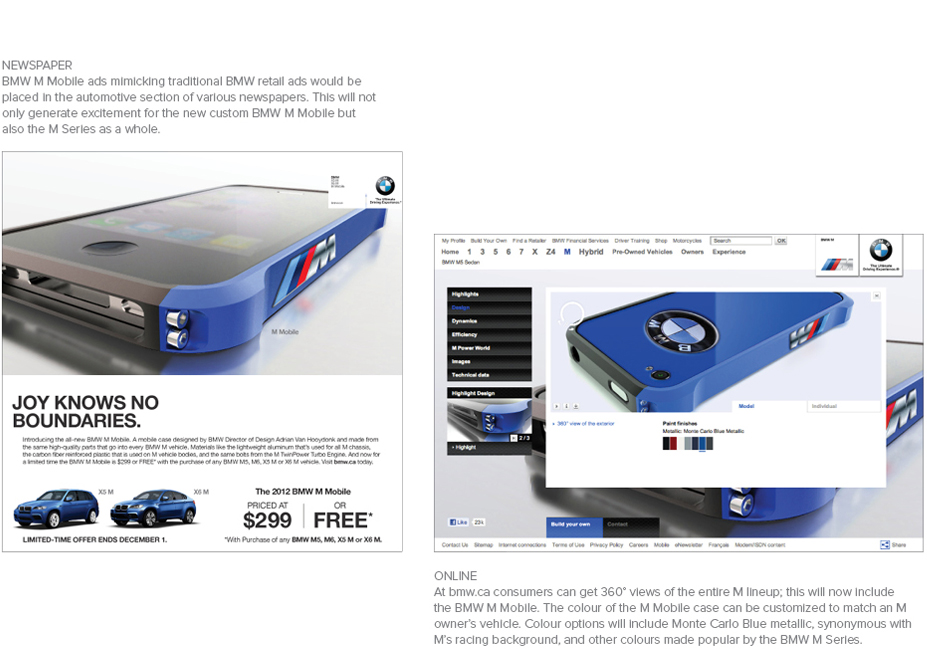 NEWSPAPER
BMW M Mobile ads mimicking traditional BMW retail ads would be
placed in the automotive section of various newspapers. This will not
only generate excitement for the new custom BMW M Mobile but
also the M Series as a whole.
BMW
The Ultimate
Driving Experience.®
M
M Mobile
JOY KNOWS NO
BOUNDARIES.
Introducing the all-new BMW M Mobile. A mobile case designed by BMW Director of Design Adrian Van Hooydonk and made from
the same high-quality parts that go into every BMW M vehicle. Materials like the lightweight aluminum that's used for all M chassis,
the carbon fiber reinforced plastic that is used on M vehicle bodies, and the same bolts from the M TwinPower Turbo Engine. And now for
a limited time the BMW M Mobile is $299 or FREE* with the purchase of any BMW M5, M6, X5 M or X6 M vehicle. Visit bmw.ca today.
X5 M
X6 M
LIMITED-TIME OFFER ENDS DECEMBER 1.
The 2012 BMW M Mobile
PRICED AT
$299
OR
FREE*
*With Purchase of any BMW M5, M6, X5 M or X6 M.
My Profile Build Your Own Find a Retailer BMW Financial Services Driver Training Shop Motorcycles Search OK
Home 1 3 5 6 7 X Z4 M Hybrid Pre-Owned Vehicles Owners Experience
BMW M5 Sedan
BMW M
M
BMW
The Ultimate
Driving Experience.®
Highlights
Design
Dynamics
Efficiency
M Power World
Images
Technical data
Highlight Design
2 / 3
Highlight
BMW
M
Model
Individual
360° view of the exterior
Paint finishes
Metallic: Monte Carlo Blue Metallic
M
Like 234
Build your own
Contact
Contact Us Sitemap Internet connections Terms of Use Privacy Policy Careers Mobile eNewsletter Français Modem/ISDN content
Share
ONLINE
At bmw.ca consumers can get 360° views of the entire M lineup; this will now include
the BMW M Mobile. The colour of the M Mobile case can be customized to match an M
owner's vehicle. Colour options will include Monte Carlo Blue metallic, synonymous with
M's racing background, and other colours made popular by the BMW M Series.